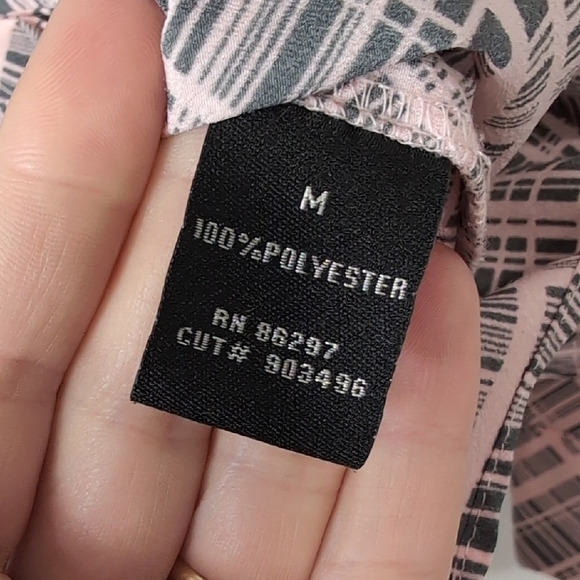 M
100%POLYESTER
RN 86297
CUT# 903496